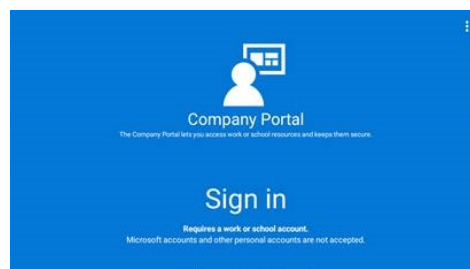 Company Portal
The Company Portal lets you access work or school resources and keeps them secure.
Sign in
Requires a work or school account.
Microsoft accounts and other personal accounts are not accepted.